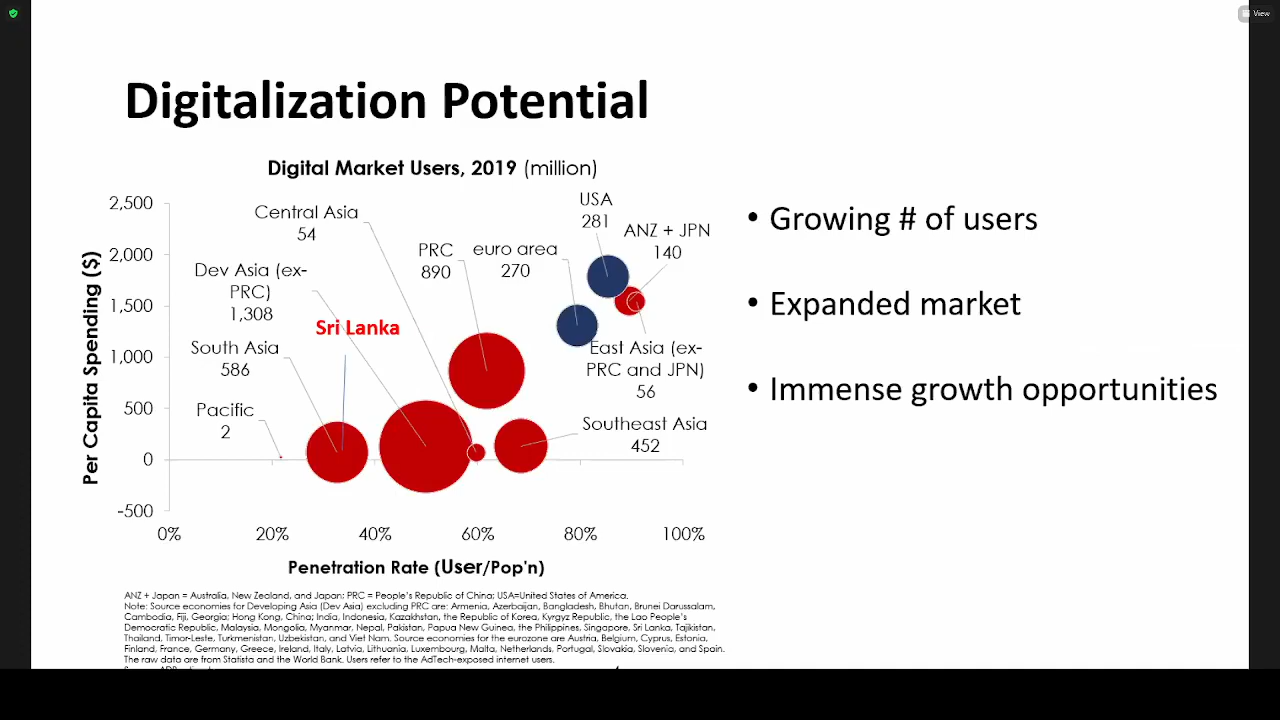 View
Digitalization Potential
Digital Market Users, 2019 (million)
Per Capita Spending ($)
2,500
2,000
1,500
1,000
500
0
-500
Central Asia
54
USA
281
ANZ + JPN
140
PRC
890
euro area
270
Dev Asia (ex-
PRC)
1,308
Sri Lanka
South Asia
586
East Asia (ex-
PRC and JPN)
56
Pacific
2
Southeast Asia
452
0%
20%
40%
60%
80%
100%
Penetration Rate (User/Pop'n)
• Growing # of users
• Expanded market
• Immense growth opportunities
ANZ + Japan = Australia, New Zealand, and Japan; PRC = People's Republic of China; USA=United States of America.
Note: Source economies for Developing Asia (Dev Asia) excluding PRC are: Armenia, Azerbaijan, Bangladesh, Bhutan, Brunei Darussalam,
Cambodia, Fiji, Georgia; Hong Kong, China; India, Indonesia, Kazakhstan, the Republic of Korea, Kyrgyz Republic, the Lao People's
Democratic Republic, Malaysia, Mongolia, Myanmar, Nepal, Pakistan, Papua New Guinea, the Philippines, Singapore, Sri Lanka, Tajikistan,
Thailand, Timor-Leste, Turkmenistan, Uzbekistan, and Viet Nam. Source economies for the eurozone are Austria, Belgium, Cyprus, Estonia,
Finland, France, Germany, Greece, Ireland, Italy, Latvia, Lithuania, Luxembourg, Malta, Netherlands, Portugal, Slovakia, Slovenia, and Spain.
The raw data are from Statista and the World Bank. Users refer to the AdTech-exposed internet users.